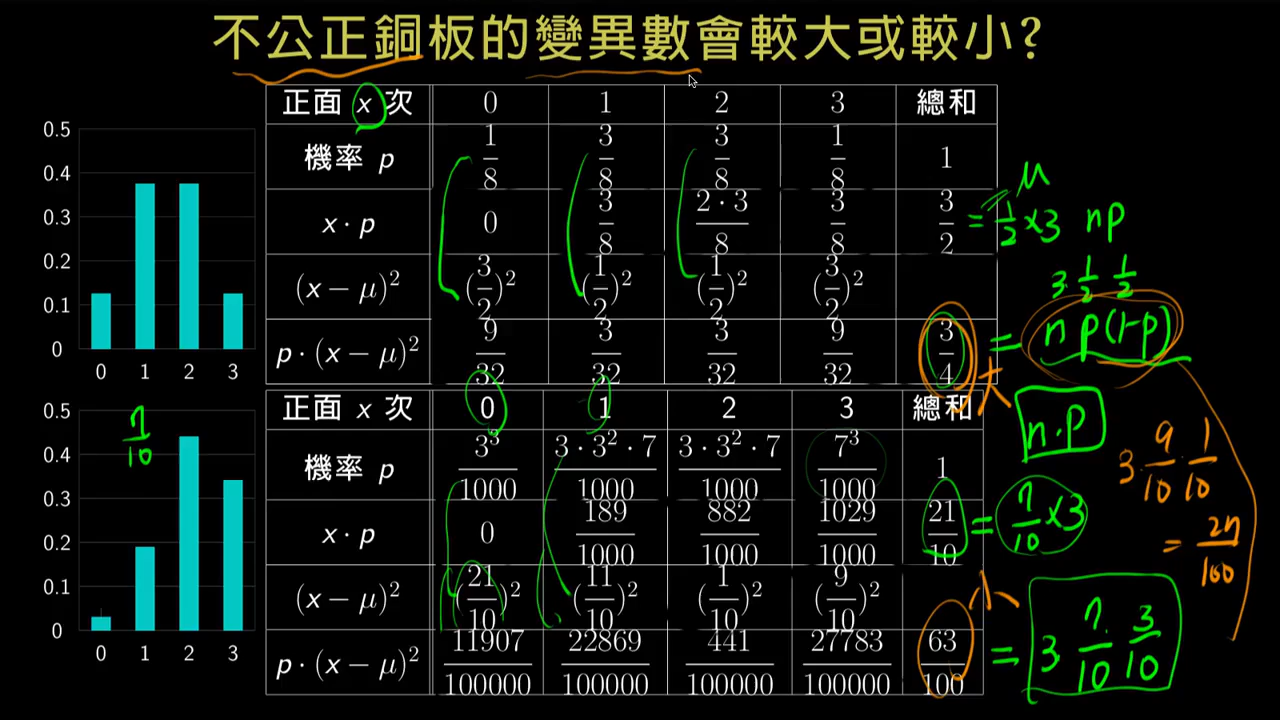 不公正銅板的變異數會較大或較小?
0.5
0.4
0.3
0.2
0.1
0
0 1 2 3
正面 x 次 0 1 2 3 總和
機率 p 1/8 3/8 3/8 1/8 1
x · p 0 3/8 2·3/8 3/8 3/2 = 1/2 × 3 np
μ
(x − μ)² (3/2)² (1/2)² (1/2)² (3/2)²
3 1/2 1/2
p · (x − μ)² 9/32 3/32 3/32 9/32 3/4 = n p(1-p)
大
n·p
0.5
0.4
0.3
0.2
0.1
0
0 1 2 3
7/10
正面 x 次 0 1 2 3 總和
機率 p 3³/1000 3·3²·7/1000 3·3²·7/1000 7³/1000 1
x · p 0 189/1000 882/1000 1029/1000 21/10 = 7/10 × 3
(x − μ)² (21/10)² (11/10)² (1/10)² (9/10)²
小
p · (x − μ)² 11907/100000 22869/100000 441/100000 27783/100000 63/100 = 3 7/10 3/10
3 · 9/10 · 1/10
= 27/100